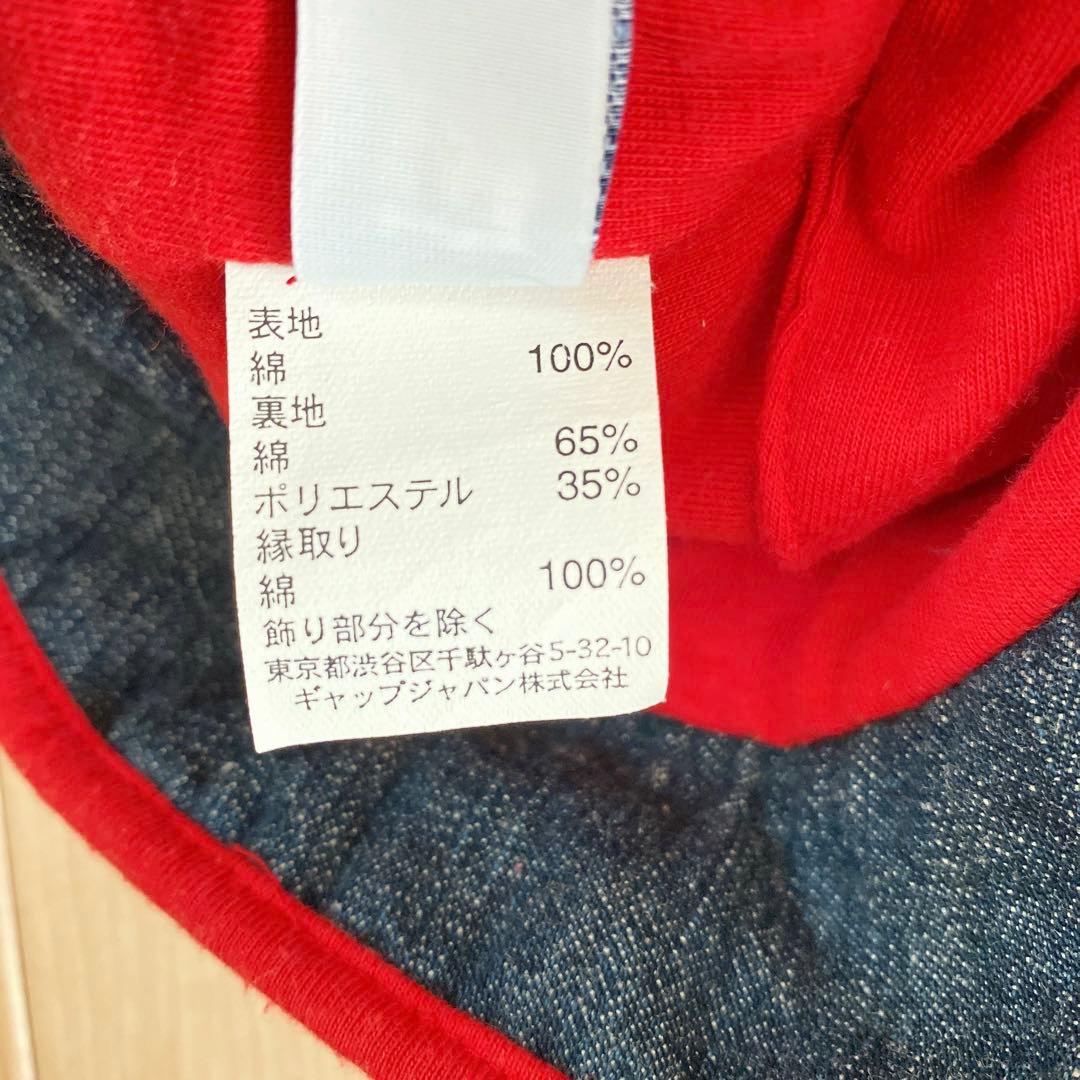 表地
綿 100%
裏地
綿 65%
ポリエステル 35%
縁取り
綿 100%
飾り部分を除く
東京都渋谷区千駄ヶ谷5-32-10
ギャップジャパン株式会社